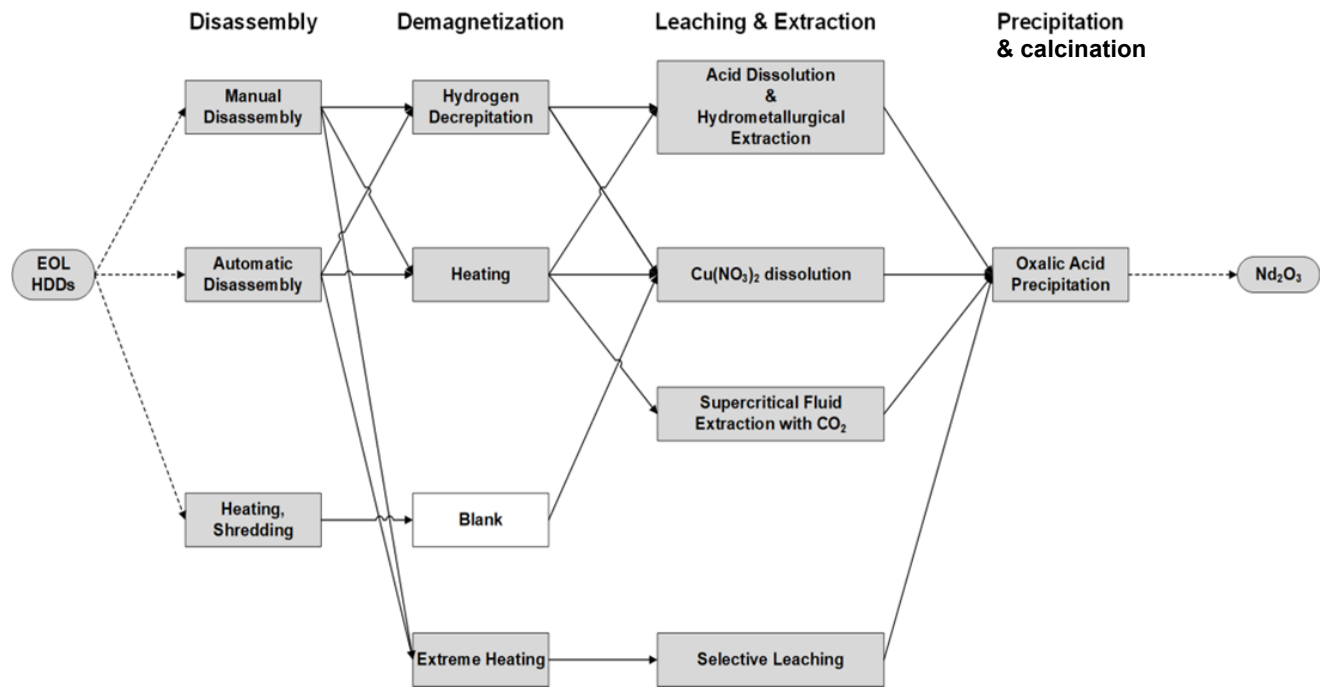 Disassembly
Demagnetization
Leaching & Extraction
Precipitation
& calcination
Manual
Disassembly
Hydrogen
Decrepitation
Acid Dissolution
&
Hydrometallurgical
Extraction
EOL
HDDs
Automatic
Disassembly
Heating
Cu(NO₃)₂ dissolution
Oxalic Acid
Precipitation
Nd₂O₃
Supercritical Fluid
Extraction with CO₂
Heating,
Shredding
Blank
Extreme Heating
Selective Leaching